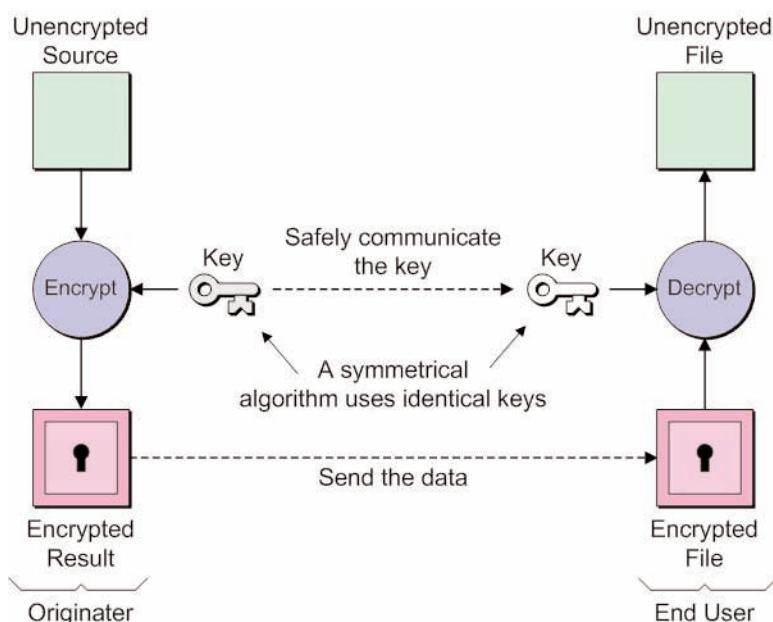 Unencrypted
Source
Unencrypted
File
Encrypt
Key
Safely communicate
the key
Key
Decrypt
A symmetrical
algorithm uses identical keys
Send the data
Encrypted
Result
Encrypted
File
Originater
End User